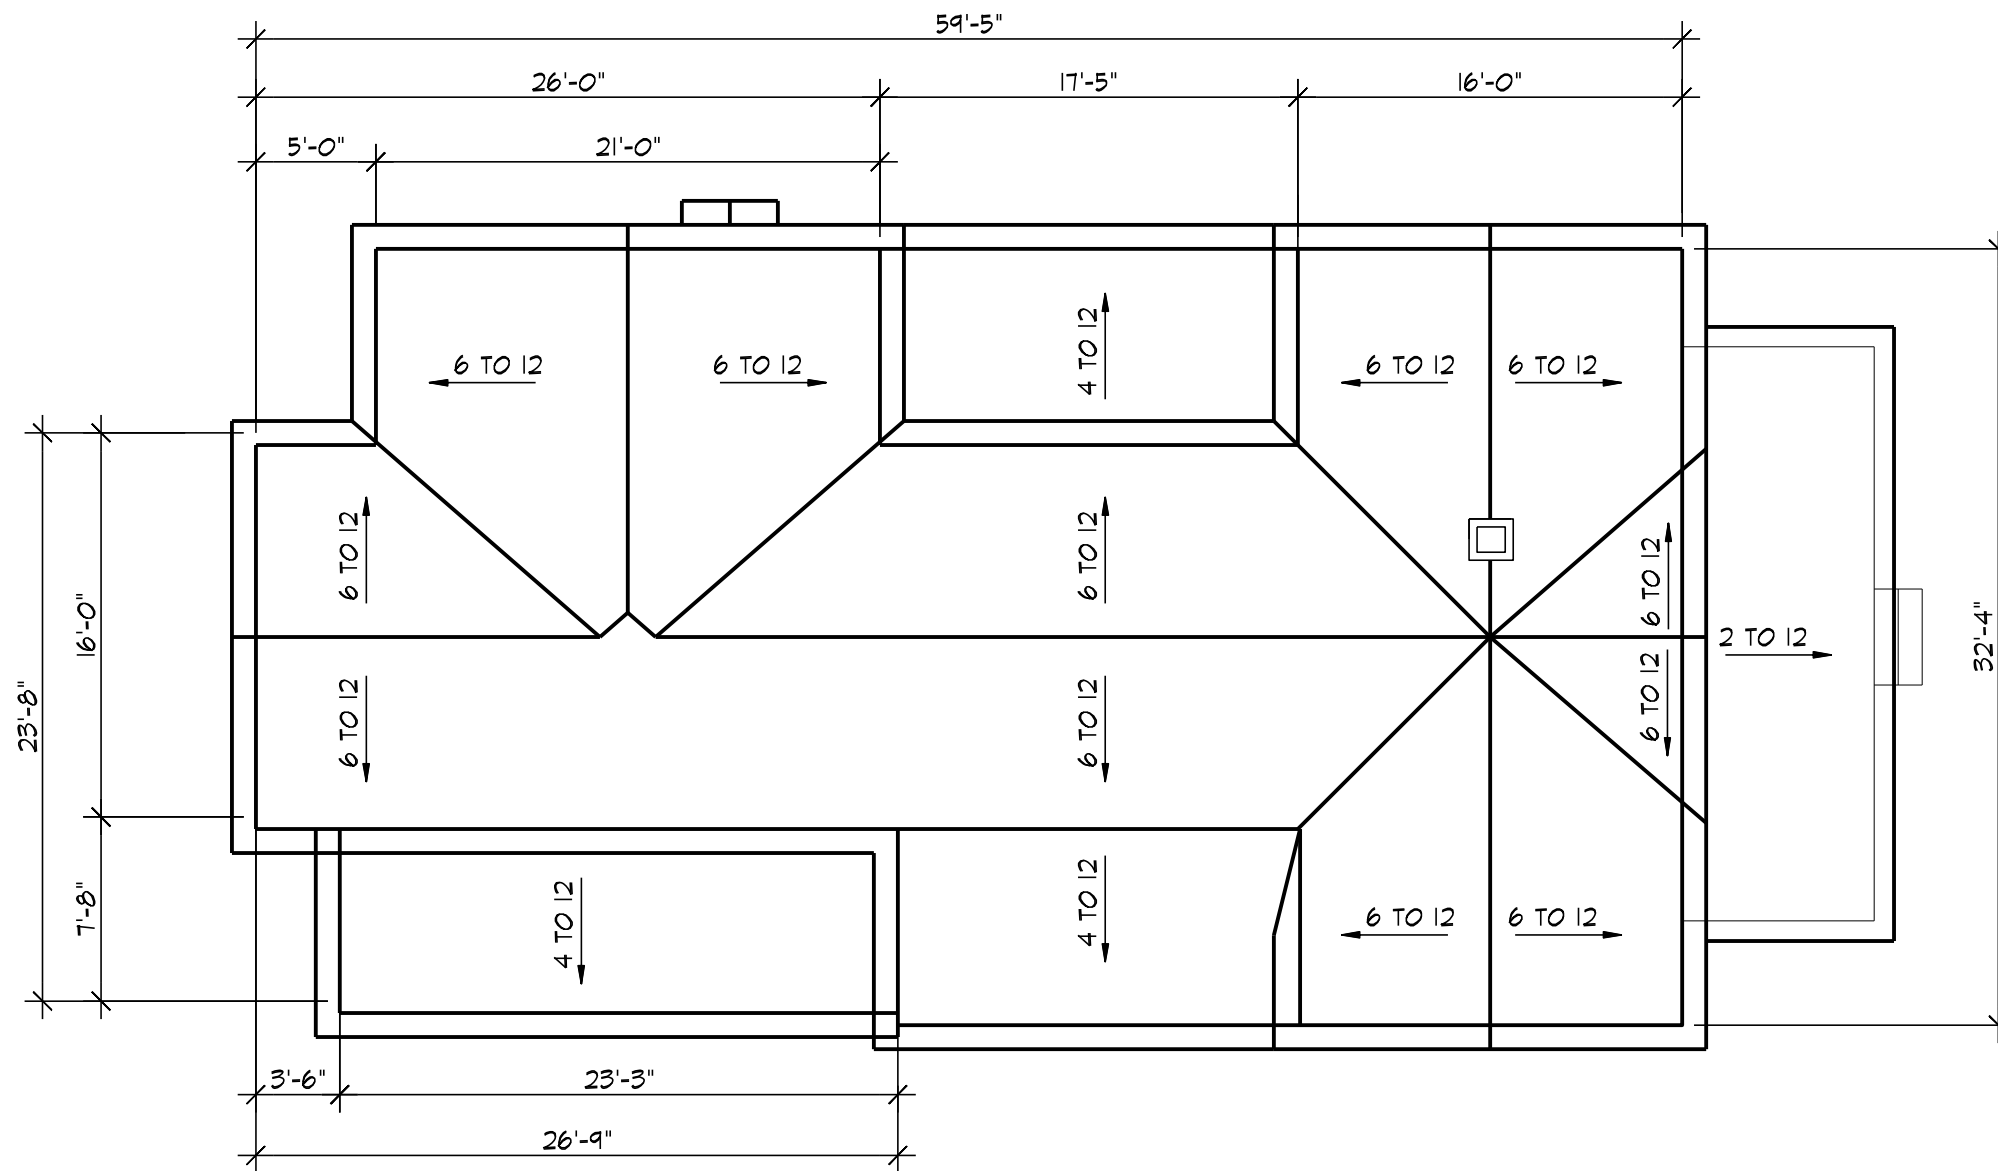 59'-5"
26'-0"
17'-5"
16'-0"
5'-0"
21'-0"
4 TO 12
6 TO 12
6 TO 12
6 TO 12
6 TO 12
6 TO 12
6 TO 12
6 TO 12
16'-0"
23'-8"
32'-4"
2 TO 12
6 TO 12
6 TO 12
6 TO 12
7'-8"
4 TO 12
4 TO 12
6 TO 12
6 TO 12
3'-6"
23'-3"
26'-9"